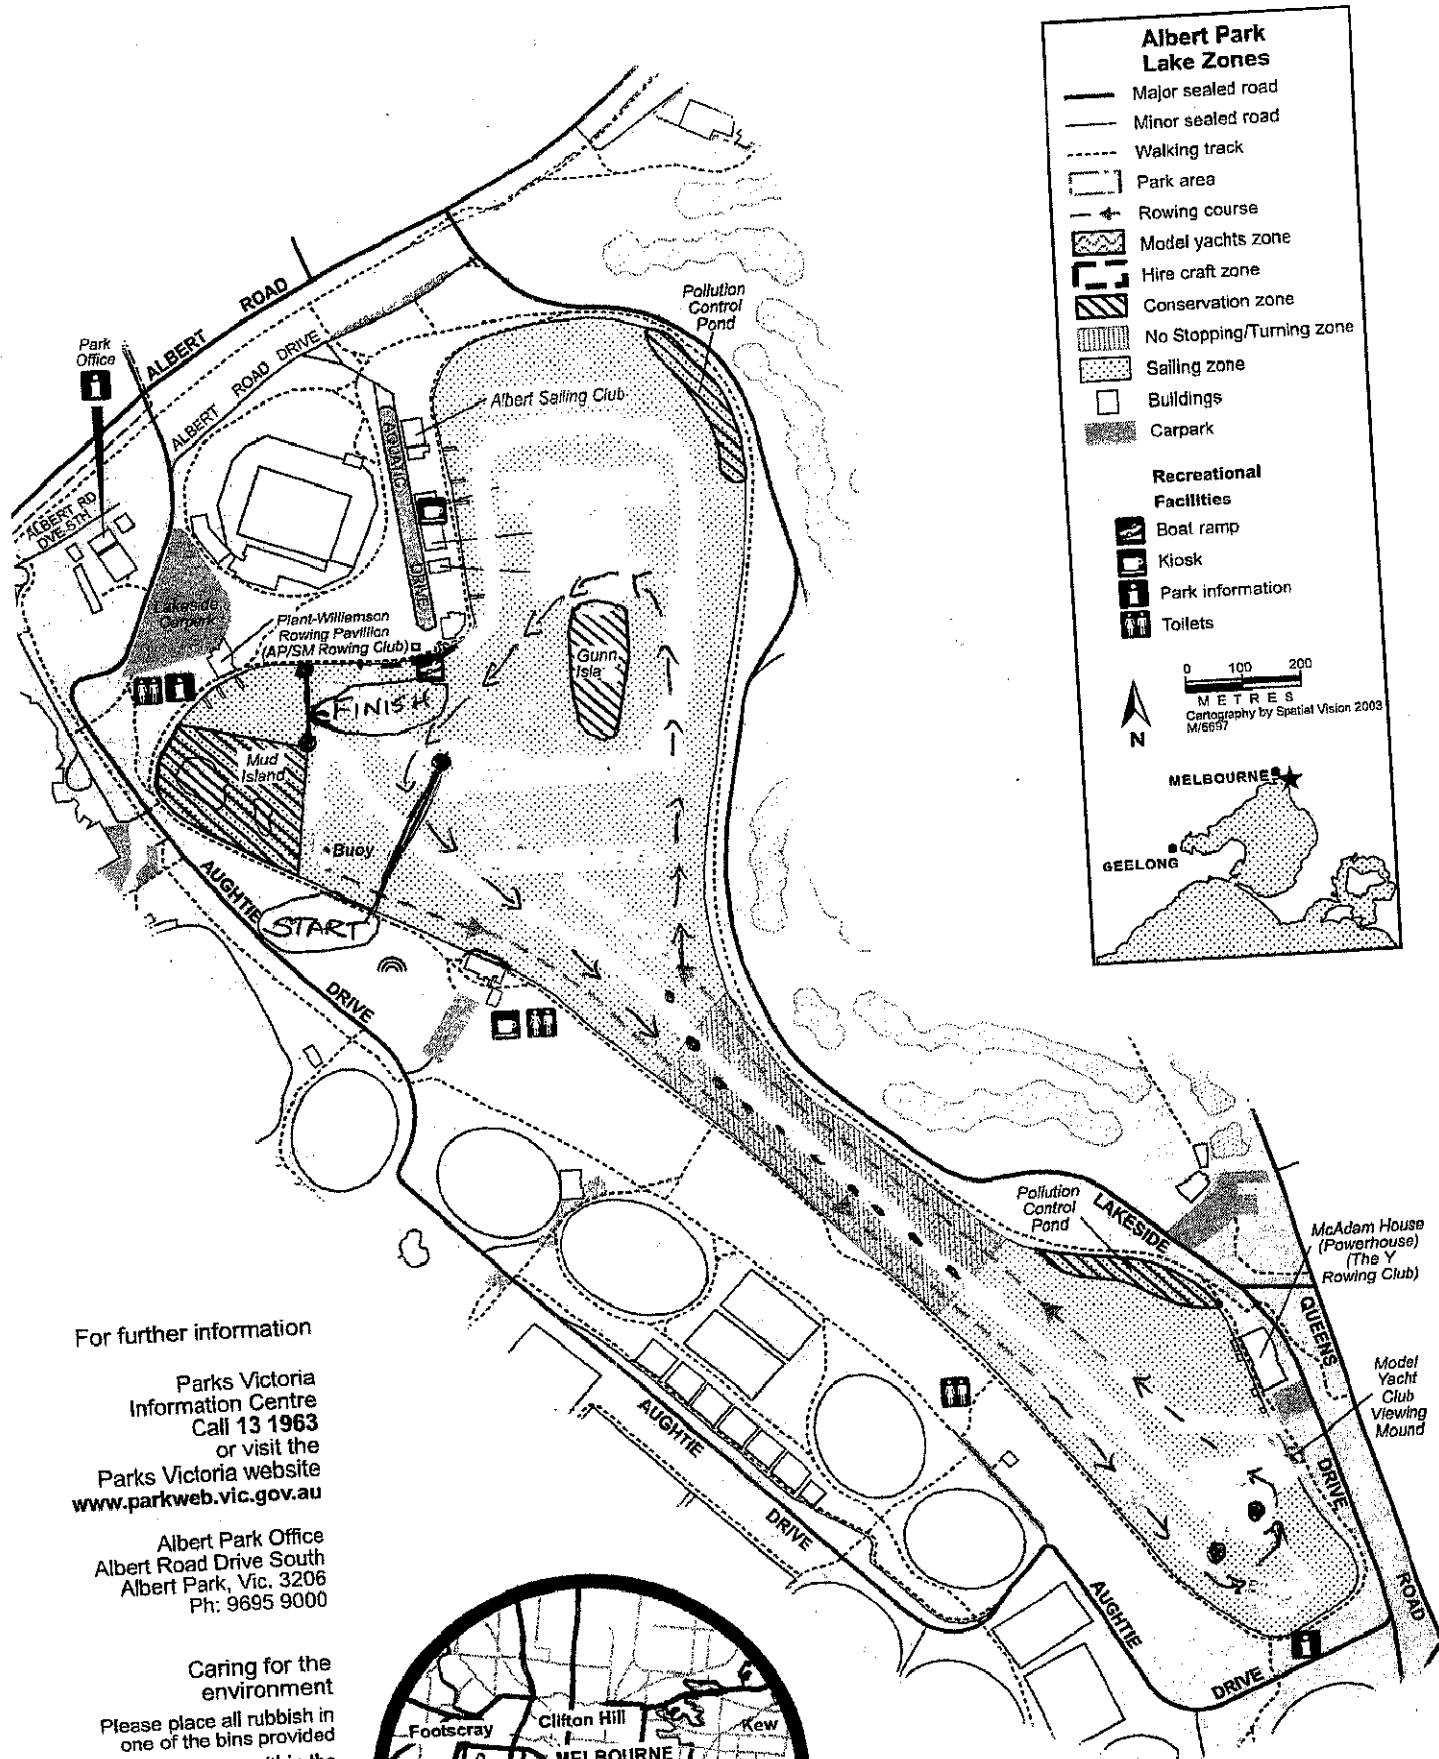 Albert Park
Lake Zones
Major sealed road
Minor sealed road
Walking track
Park area
Rowing course
Model yachts zone
Hire craft zone
Conservation zone
No Stopping/Turning zone
Sailing zone
Buildings
Carpark
Recreational
Facilities
Boat ramp
Kiosk
Park information
Toilets
0 100 200
METRES
Cartography by Spatial Vision 2003
M/6697
N
MELBOURNE
GEELONG
ALBERT ROAD
ALBERT ROAD DRIVE
Park
Office
ALBERT RD
DVE STH
Pollution
Control
Pond
Albert Sailing Club
AQUATIC
DRIVE
Lakeside
Carpark
Plant-Williamson
Rowing Pavillion
(AP/SM Rowing Club)
FINISH
Gunn
Isla
Mud
Island
Buoy
START
AUGHTIE
DRIVE
Pollution
Control
Pond
LAKESIDE
McAdam House
(Powerhouse)
(The Y
Rowing Club)
QUEENS
Model
Yacht
Club
Viewing
Mound
DRIVE
ROAD
AUGHTIE
DRIVE
AUGHTIE
DRIVE
For further information
Parks Victoria
Information Centre
Call 13 1963
or visit the
Parks Victoria website
www.parkweb.vic.gov.au
Albert Park Office
Albert Road Drive South
Albert Park, Vic. 3206
Ph: 9695 9000
Caring for the
environment
Please place all rubbish in
one of the bins provided
Footscray
Clifton Hill
Kew
MELBOURNE